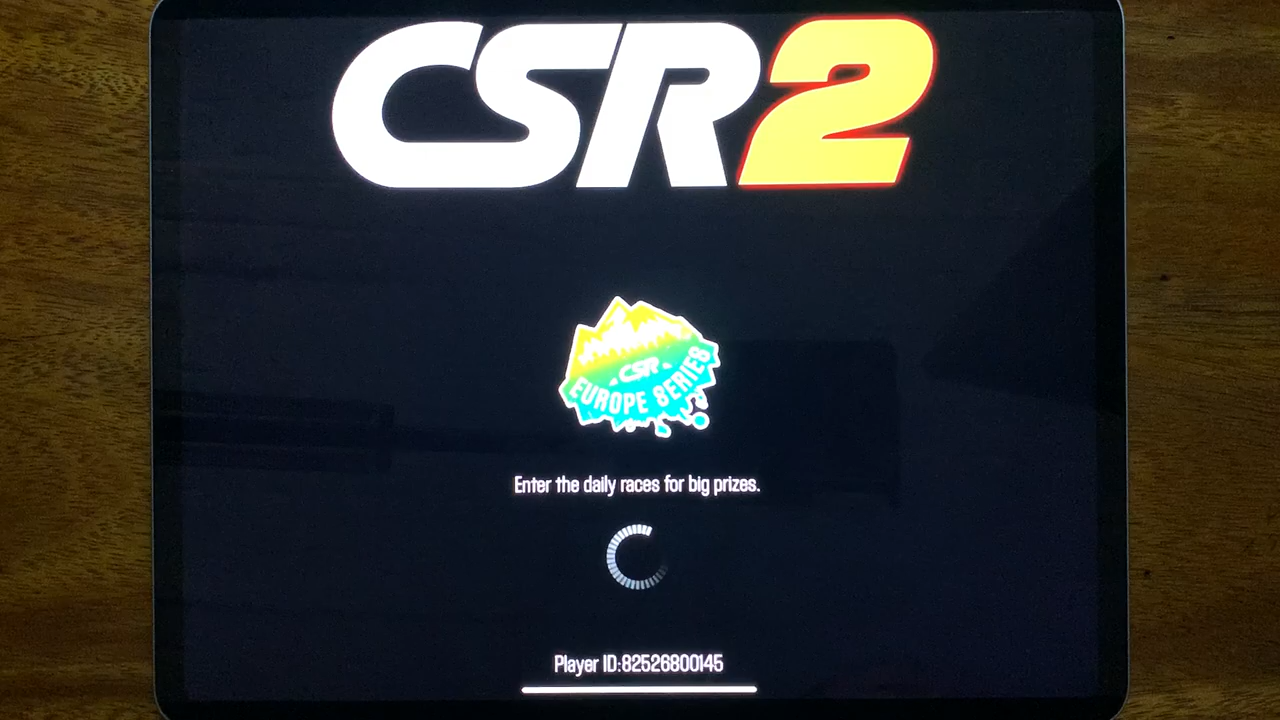 CSR2
CSR
EUROPE SERIES
Enter the daily races for big prizes.
Player ID:82526800145